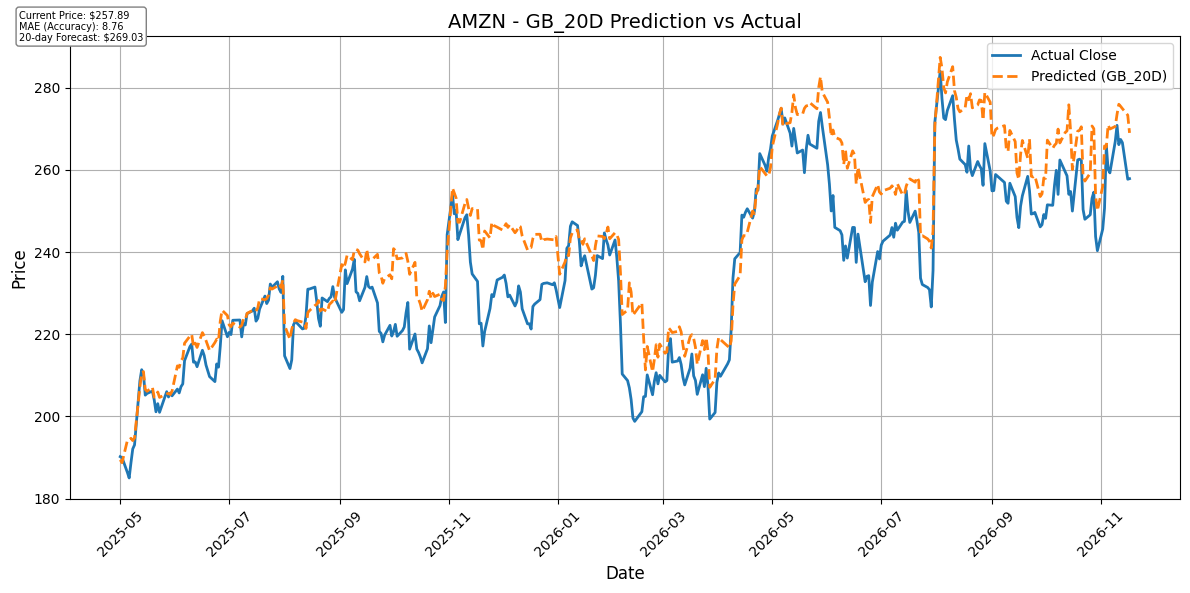 Current Price: $257.89
MAE (Accuracy): 8.76
20-day Forecast: $269.03
AMZN - GB_20D Prediction vs Actual
Actual Close
Predicted (GB_20D)
Price
280
260
240
220
200
180
2025-05
2025-07
2025-09
2025-11
2026-01
2026-03
2026-05
2026-07
2026-09
2026-11
Date